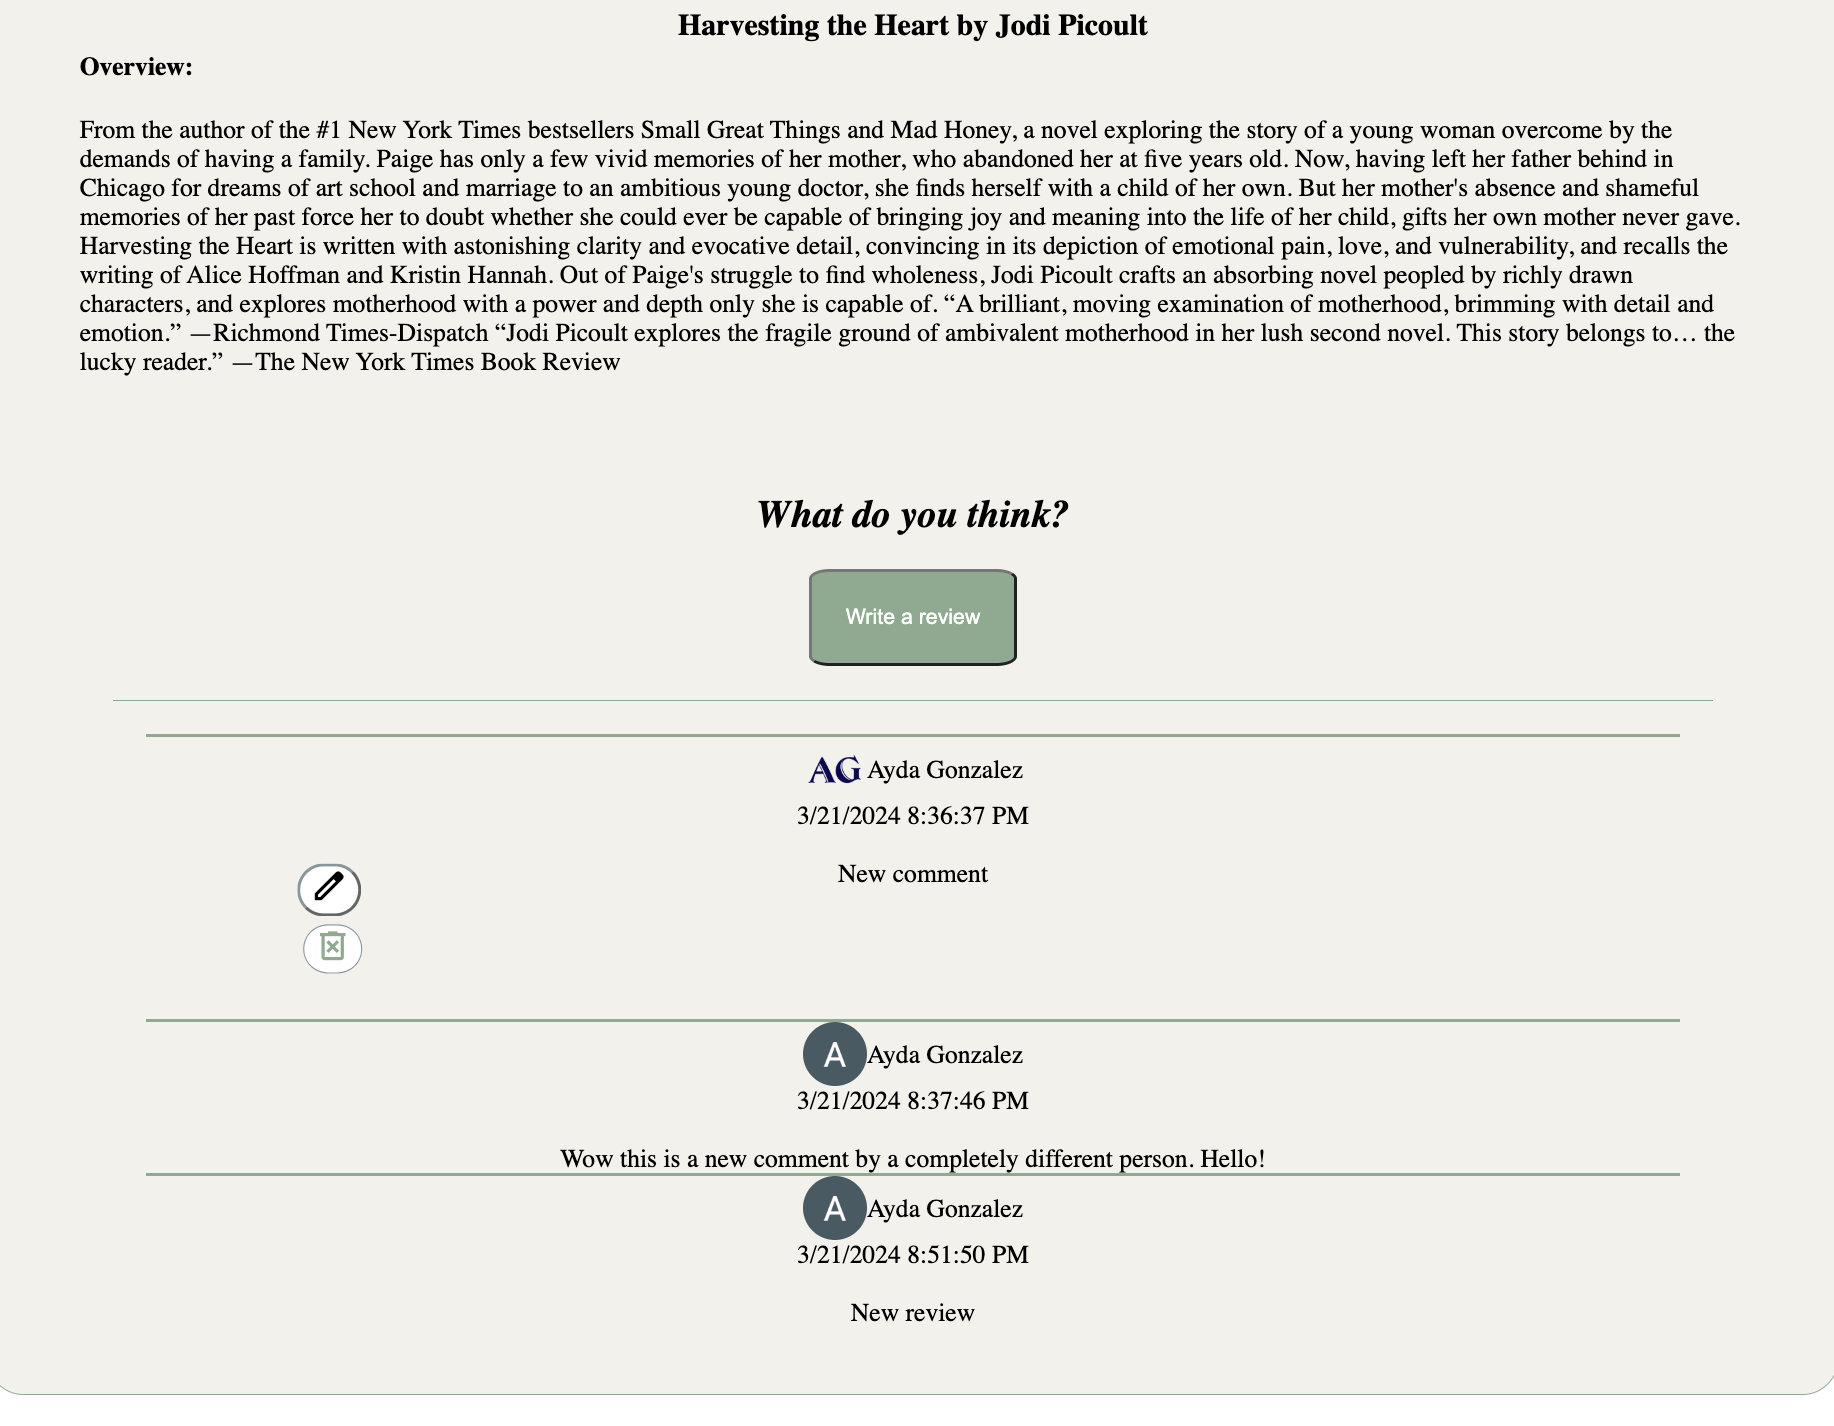 Harvesting the Heart by Jodi Picoult
Overview:
From the author of the #1 New York Times bestsellers Small Great Things and Mad Honey, a novel exploring the story of a young woman overcome by the
demands of having a family. Paige has only a few vivid memories of her mother, who abandoned her at five years old. Now, having left her father behind in
Chicago for dreams of art school and marriage to an ambitious young doctor, she finds herself with a child of her own. But her mother's absence and shameful
memories of her past force her to doubt whether she could ever be capable of bringing joy and meaning into the life of her child, gifts her own mother never gave.
Harvesting the Heart is written with astonishing clarity and evocative detail, convincing in its depiction of emotional pain, love, and vulnerability, and recalls the
writing of Alice Hoffman and Kristin Hannah. Out of Paige's struggle to find wholeness, Jodi Picoult crafts an absorbing novel peopled by richly drawn
characters, and explores motherhood with a power and depth only she is capable of. “A brilliant, moving examination of motherhood, brimming with detail and
emotion.” —Richmond Times-Dispatch “Jodi Picoult explores the fragile ground of ambivalent motherhood in her lush second novel. This story belongs to… the
lucky reader.” —The New York Times Book Review
What do you think?
Write a review
AG Ayda Gonzalez
3/21/2024 8:36:37 PM
New comment
A Ayda Gonzalez
3/21/2024 8:37:46 PM
Wow this is a new comment by a completely different person. Hello!
A Ayda Gonzalez
3/21/2024 8:51:50 PM
New review